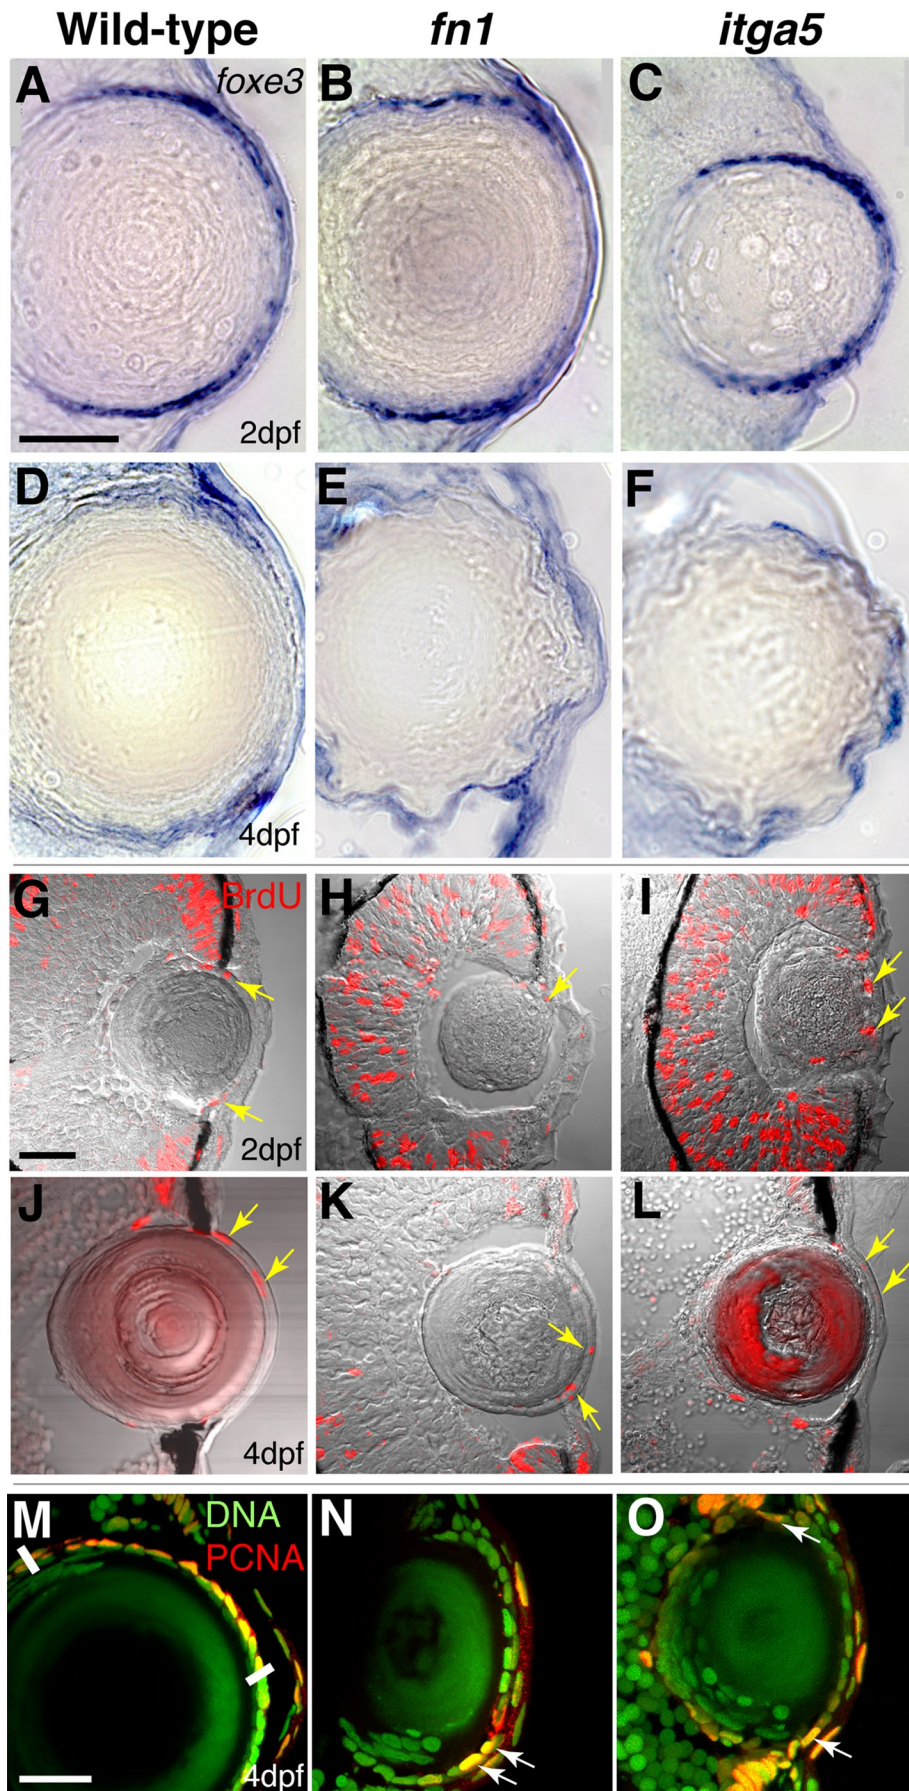 Wild-type fn1 itga5
A foxe3 B C
2dpf
D E F
4dpf
G BrdU H I
2dpf
J K L
4dpf
M DNA N O
PCNA
4dpf